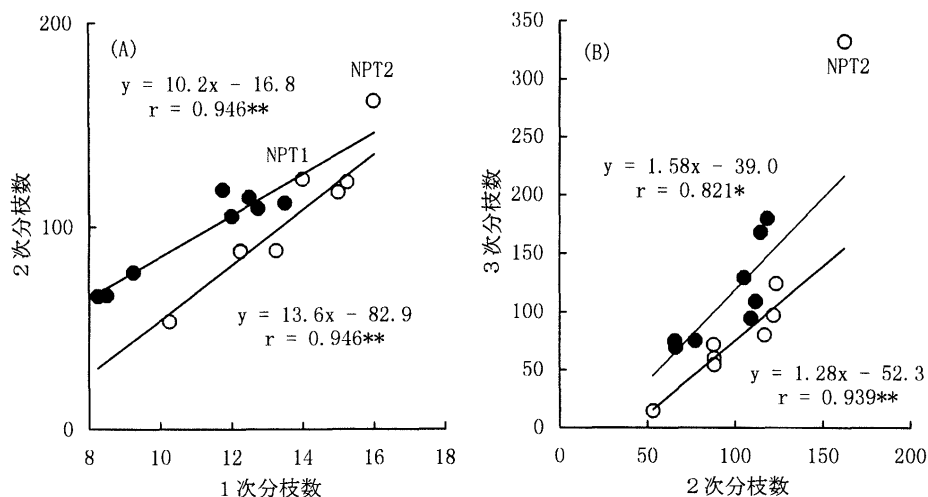 (A)
y = 10.2x - 16.8
r = 0.946**
NPT2
NPT1
y = 13.6x - 82.9
r = 0.946**
200
100
0
8 10 12 14 16 18
2次分枝数
1次分枝数
(B)
NPT2
y = 1.58x - 39.0
r = 0.821*
y = 1.28x - 52.3
r = 0.939**
350
300
250
200
150
100
50
0
0 50 100 150 200
3次分枝数
2次分枝数